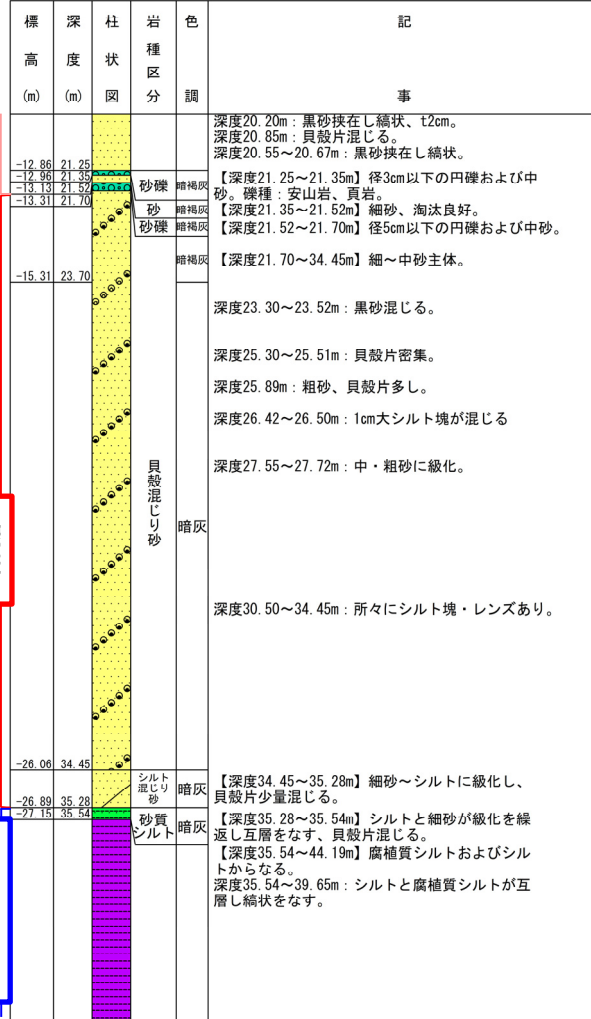 標高(m) 深度(m) 柱状図 岩種区分 色調 記事
深度20.20m:黒砂挟在し縞状、t2cm。
深度20.85m:貝殻片混じる。
深度20.55～20.67m:黒砂挟在し縞状。
-12.86 21.25
-12.96 21.35
-13.13 21.52
-13.31 21.70
砂礫 暗褐灰 【深度21.25～21.35m】径3cm以下の円礫および中
砂。礫種:安山岩、頁岩。
砂 暗褐灰 【深度21.35～21.52m】細砂、淘汰良好。
砂礫 暗褐灰 【深度21.52～21.70m】径5cm以下の円礫および中砂。
暗褐灰 【深度21.70～34.45m】細～中砂主体。
-15.31 23.70
深度23.30～23.52m:黒砂混じる。
深度25.30～25.51m:貝殻片密集。
深度25.89m:粗砂、貝殻片多し。
深度26.42～26.50m:1cm大シルト塊が混じる
深度27.55～27.72m:中・粗砂に級化。
貝殻混じり砂 暗灰
深度30.50～34.45m:所々にシルト塊・レンズあり。
-26.06 34.45
シルト
混じり
砂
暗灰
【深度34.45～35.28m】細砂～シルトに級化し、
貝殻片少量混じる。
-26.89 35.28
-27.15 35.54
砂質
シルト
暗灰
【深度35.28～35.54m】シルトと細砂が級化を繰
返し互層をなす、貝殻片混じる。
【深度35.54～44.19m】腐植質シルトおよびシル
トからなる。
深度35.54～39.65m:シルトと腐植質シルトが互
層し縞状をなす。